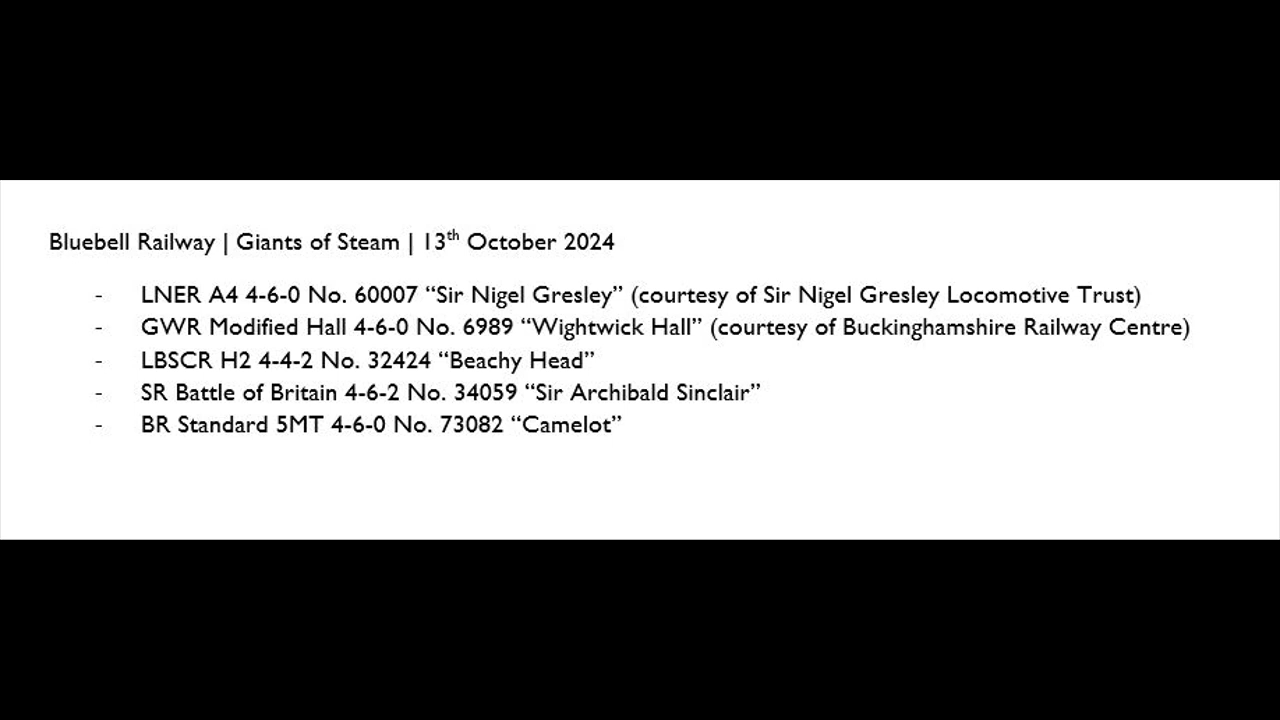 Bluebell Railway | Giants of Steam | 13th October 2024
- LNER A4 4-6-0 No. 60007 “Sir Nigel Gresley” (courtesy of Sir Nigel Gresley Locomotive Trust)
- GWR Modified Hall 4-6-0 No. 6989 “Wightwick Hall” (courtesy of Buckinghamshire Railway Centre)
- LBSCR H2 4-4-2 No. 32424 “Beachy Head”
- SR Battle of Britain 4-6-2 No. 34059 “Sir Archibald Sinclair”
- BR Standard 5MT 4-6-0 No. 73082 “Camelot”